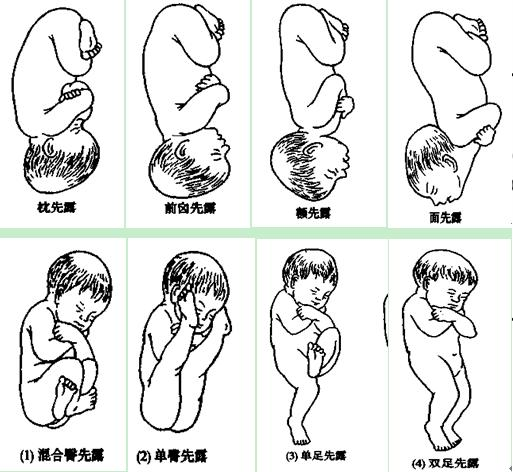 枕先露
前囟先露
额先露
面先露
(1) 混合臀先露
(2) 单臀先露
(3) 单足先露
(4) 双足先露